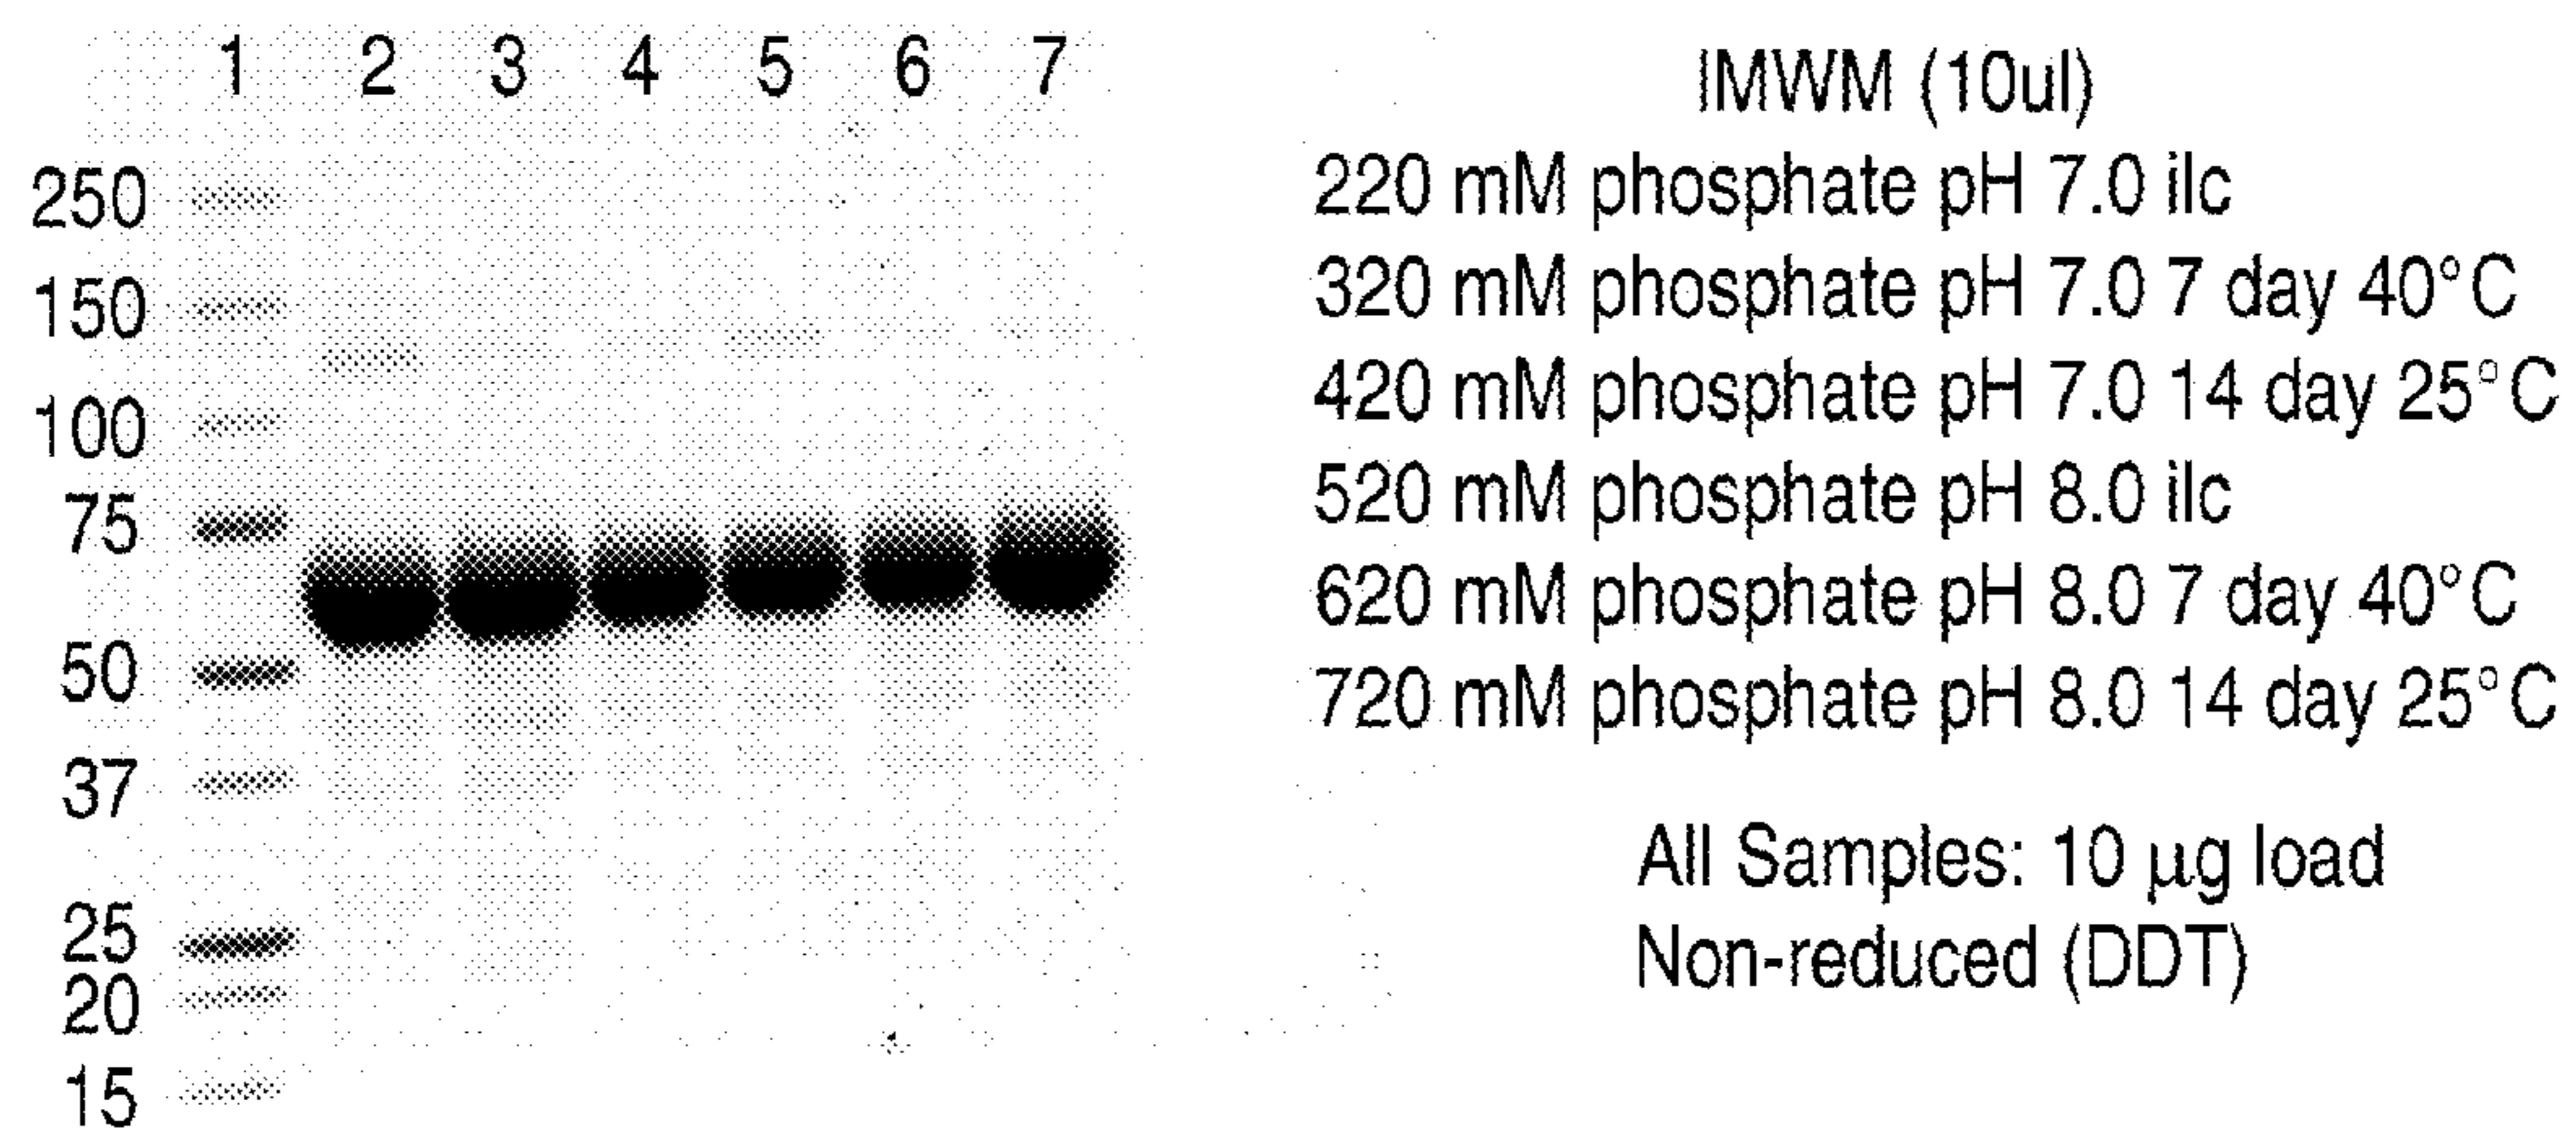 1 2 3 4 5 6 7
250
150
100
75
50
37
25
20
15
IMWM (10ul)
220 mM phosphate pH 7.0 ilc
320 mM phosphate pH 7.0 7 day 40°C
420 mM phosphate pH 7.0 14 day 25°C
520 mM phosphate pH 8.0 ilc
620 mM phosphate pH 8.0 7 day 40°C
720 mM phosphate pH 8.0 14 day 25°C
All Samples: 10 µg load
Non-reduced (DDT)